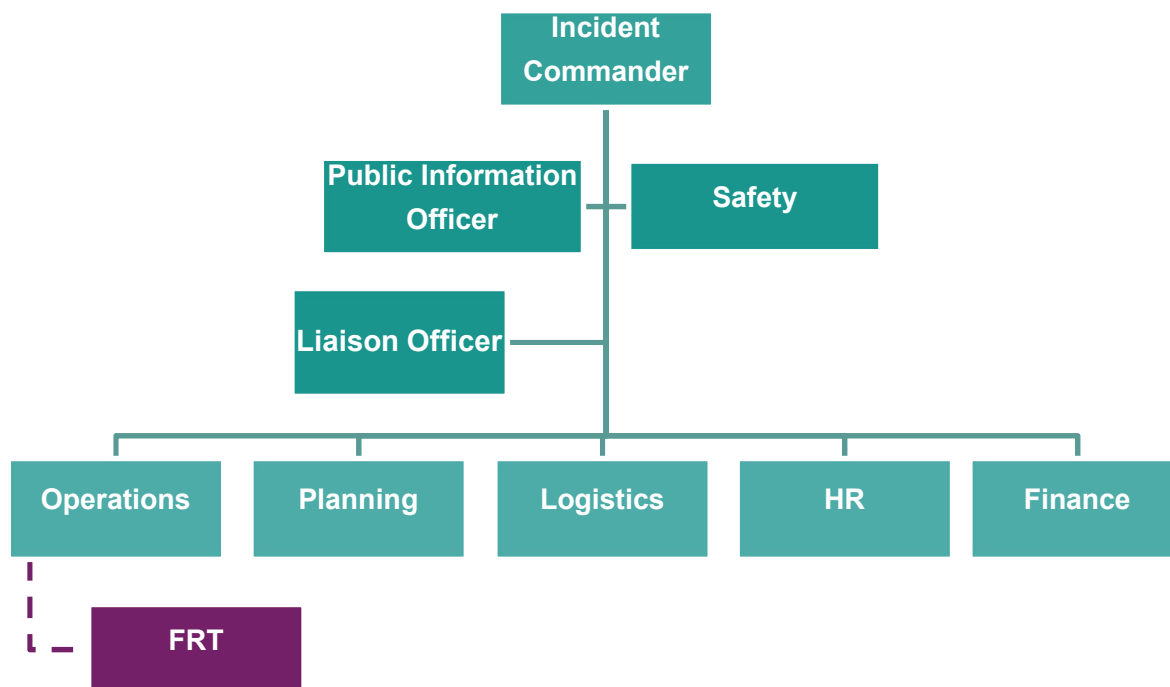 Incident
Commander
Public Information
Officer
Safety
Liaison Officer
Operations
Planning
Logistics
HR
Finance
FRT